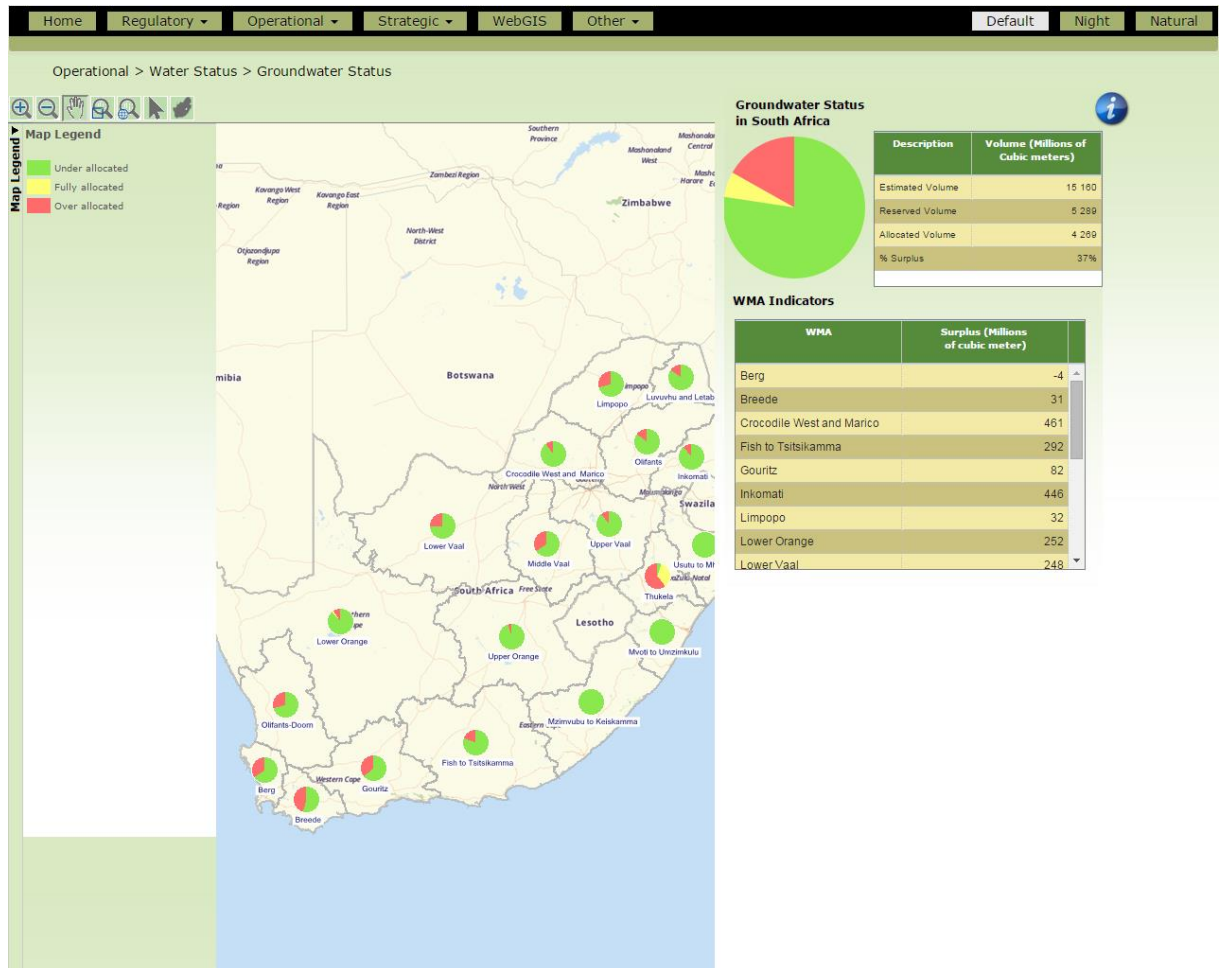 Home Regulatory Operational Strategic WebGIS Other Default Night Natural
Operational > Water Status > Groundwater Status
Map Legend
Map Legend
Under allocated
Fully allocated
Over allocated
Southern
Province
Mashonaland
West
Central
Zambezi Region
Harare
Zimbabwe
Kavango West
Region
Kavango East
Region
Region
North-West
District
Otjozondjupa
Region
Botswana
Limpopo
Luvuvhu and Letab
Olifants
Inkomati
Crocodile West and Marico
North West
Swazila
Lower Vaal
Middle Vaal
Upper Vaal
Usutu to Mh
Thukela
South Africa
Free State
Lesotho
Lower Orange
Upper Orange
Mvoti to Umzimkulu
Olifants-Doorn
Mzimvubu to Keiskamma
Fish to Tsitsikamma
Western Cape
Gouritz
Berg
Breede
Groundwater Status
in South Africa
Description Volume (Millions of
Cubic meters)
Estimated Volume 15 160
Reserved Volume 5 289
Allocated Volume 4 269
% Surplus 37%
WMA Indicators
WMA Surplus (Millions
of cubic meter)
Berg -4
Breede 31
Crocodile West and Marico 461
Fish to Tsitsikamma 292
Gouritz 82
Inkomati 446
Limpopo 32
Lower Orange 252
Lower Vaal 248